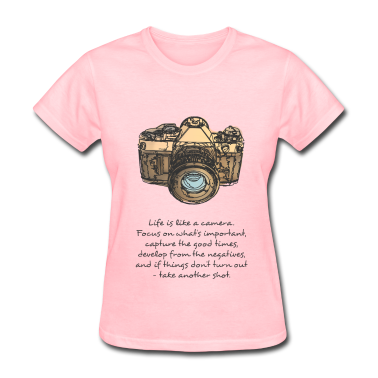 Life is like a camera.
Focus on what's important,
capture the good times,
develop from the negatives,
and if things don't turn out
- take another shot.